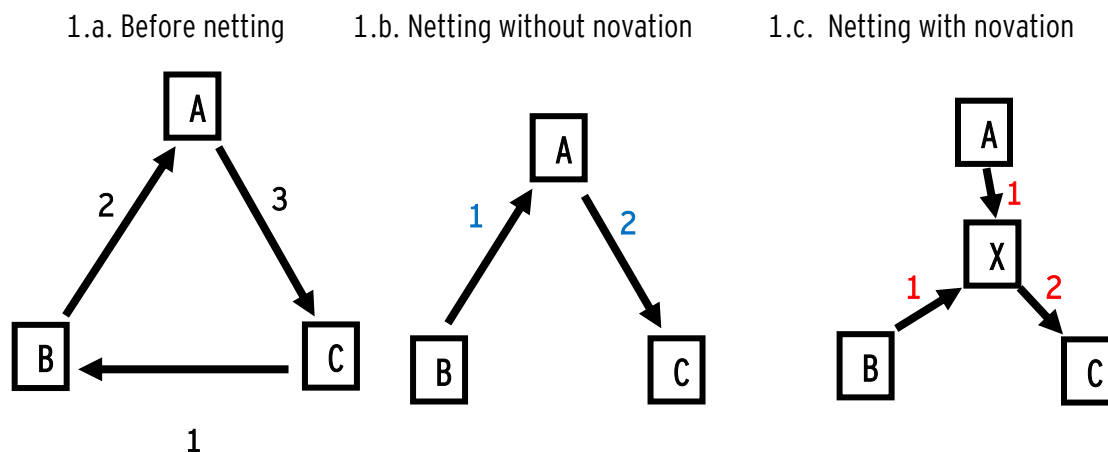 1.a. Before netting
A
2
3
B
C
1
1.b. Netting without novation
A
1
2
B
C
1.c. Netting with novation
A
1
X
1
2
B
C